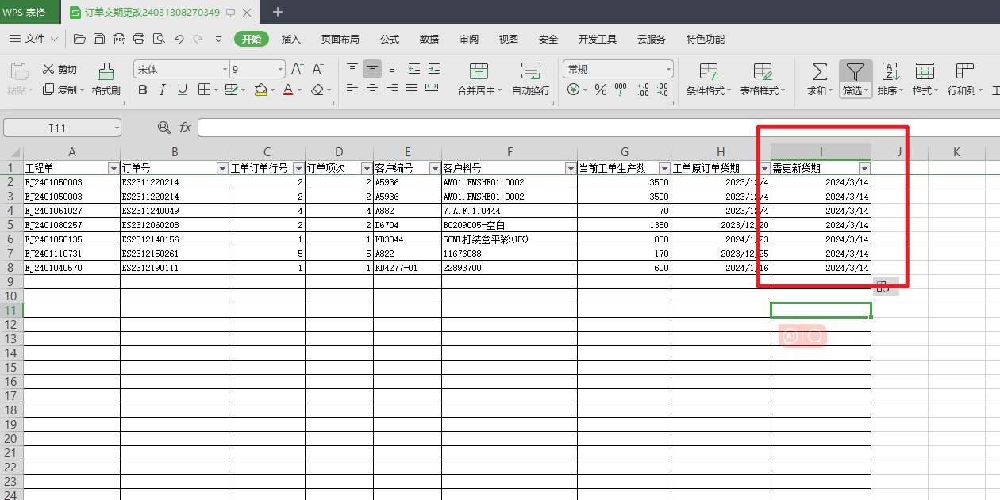 WPS 表格 订单交期更改24031308270349
文件 开始 插入 页面布局 公式 数据 审阅 视图 安全 开发工具 云服务 特色功能
粘贴 剪切 复制 格式刷 宋体 9 合并居中 自动换行 常规 条件格式 表格样式 求和 筛选 排序 格式 行和列
I11 fx
A B C D E F G H I J K
1 工程单 订单号 工单订单行号 订单项次 客户编号 客户料号 当前工单生产数 工单原订单货期 需更新货期
2 EJ2401050003 ES2311220214 2 2 A5936 AM01.RMSHE01.0002 3500 2023/12/4 2024/3/14
3 EJ2401050003 ES2311220214 2 2 A5936 AM01.RMSHE01.0002 3500 2023/12/4 2024/3/14
4 EJ2401051027 ES2311240049 4 4 A882 7.A.F.1.0444 70 2023/12/4 2024/3/14
5 EJ2401080257 ES2312060208 2 2 D6704 BC209005-空白 1380 2023/12/20 2024/3/14
6 EJ2401050135 ES2312140156 1 1 KD3044 50ML打装盒平彩(HK) 800 2024/1/23 2024/3/14
7 EJ2401110731 ES2312150261 5 5 A822 11676088 170 2023/12/25 2024/3/14
8 EJ2401040570 ES2312190111 1 1 KD4277-01 22893700 600 2024/1/16 2024/3/14
9
10
11
12
13
14
15
16
17
18
19
20
21
22
23
24